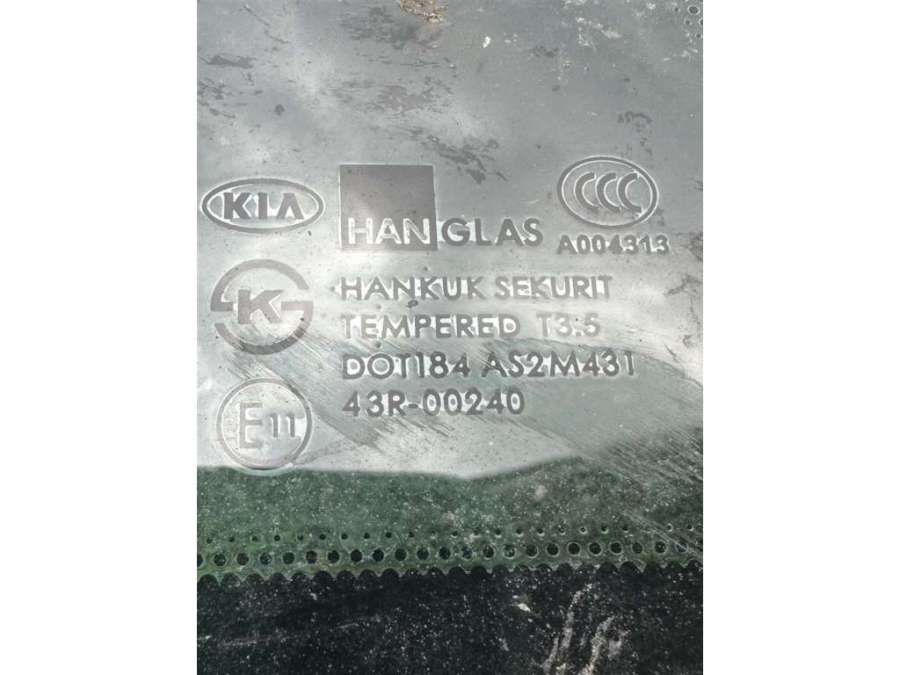 KIA
HANGLAS
CCC
A004313
K
HANKUK SEKURIT
TEMPERED T3.5
DOT184 AS2M431
43R-00240
E11